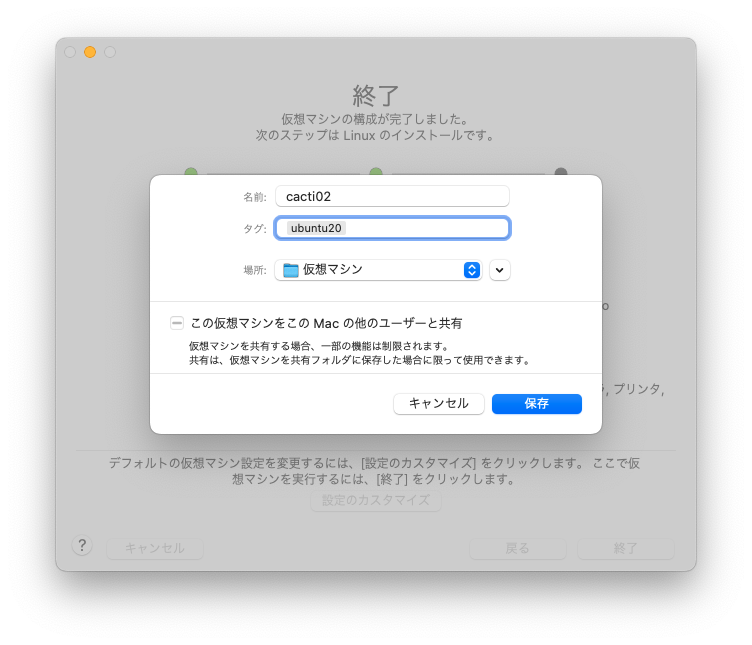 終了
仮想マシンの構成が完了しました。
次のステップは Linux のインストールです。
名前: cacti02
タグ: ubuntu20
場所: 仮想マシン
この仮想マシンをこの Mac の他のユーザーと共有
仮想マシンを共有する場合、一部の機能は制限されます。
共有は、仮想マシンを共有フォルダに保存した場合に限って使用できます。
, プリンタ,
キャンセル 保存
デフォルトの仮想マシン設定を変更するには、[設定のカスタマイズ] をクリックします。 ここで仮
想マシンを実行するには、[終了] をクリックします。
設定のカスタマイズ
? キャンセル 戻る 終了